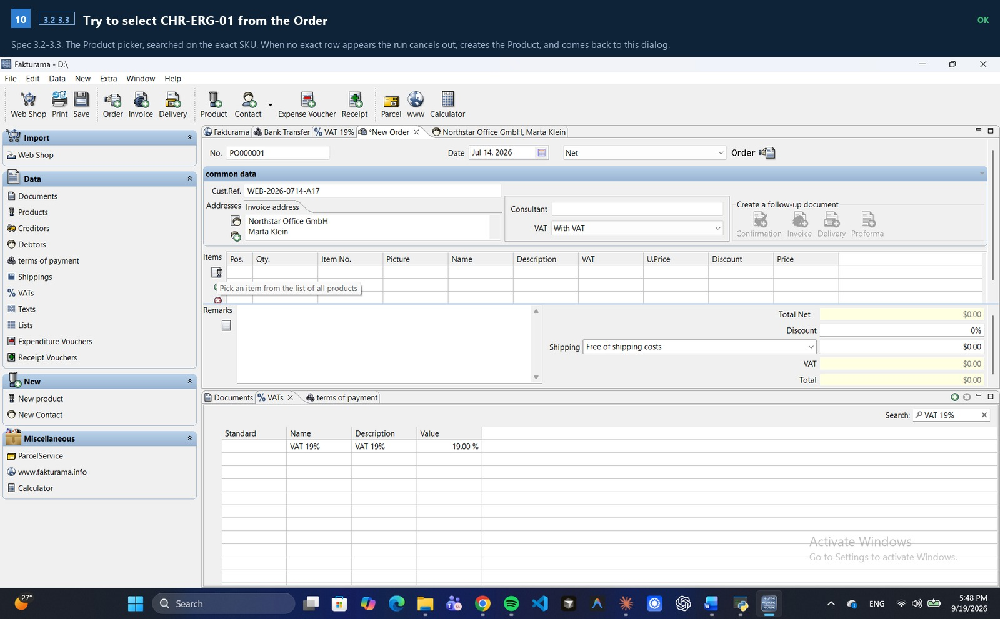 10 3.2-3.3 Try to select CHR-ERG-01 from the Order OK
Spec 3.2-3.3. The Product picker, searched on the exact SKU. When no exact row appears the run cancels out, creates the Product, and comes back to this dialog.
Fakturama - D:\
File Edit Data New Extra Window Help
Web Shop Print Save Order Invoice Delivery Product Contact Expense Voucher Receipt Parcel www Calculator
Import
Web Shop
Data
Documents
Products
Creditors
Debtors
terms of payment
Shippings
VATs
Texts
Lists
Expenditure Vouchers
Receipt Vouchers
New
New product
New Contact
Miscellaneous
ParcelService
www.fakturama.info
Calculator
Fakturama Bank Transfer VAT 19% *New Order Northstar Office GmbH, Marta Klein
No. PO000001 Date Jul 14, 2026 Net Order
common data
Cust.Ref. WEB-2026-0714-A17
Addresses Invoice address
Northstar Office GmbH
Marta Klein
Consultant
VAT With VAT
Create a follow-up document
Confirmation Invoice Delivery Proforma
Items Pos. Qty. Item No. Picture Name Description VAT U.Price Discount Price
Pick an item from the list of all products
Remarks
Total Net $0.00
Discount 0%
Shipping Free of shipping costs $0.00
VAT $0.00
Total $0.00
Documents VATs terms of payment
Search: VAT 19%
Standard Name Description Value
VAT 19% VAT 19% 19.00 %
Activate Windows
Go to Settings to activate Windows.
27° Search ENG 5:48 PM
9/19/2026